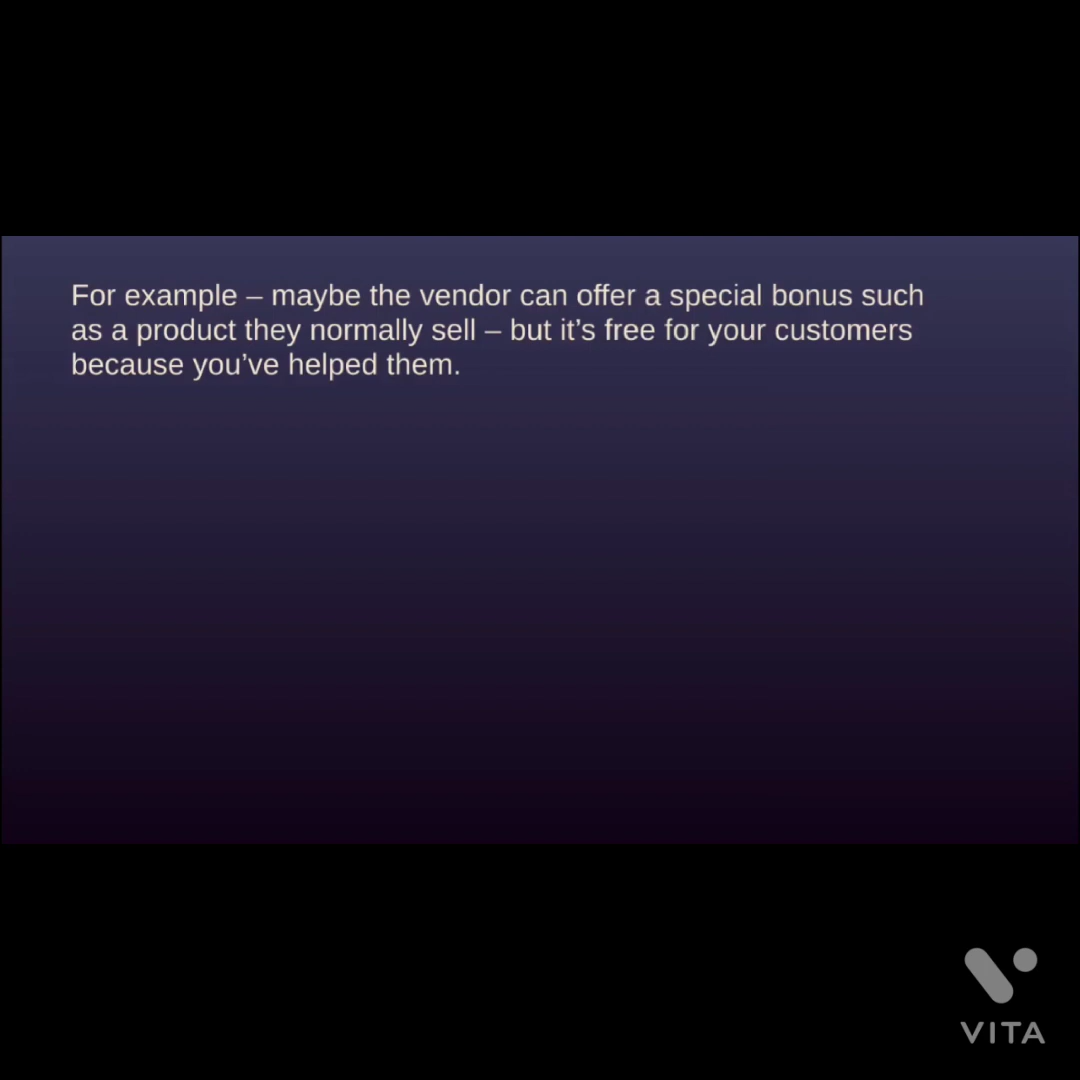 For example – maybe the vendor can offer a special bonus such
as a product they normally sell – but it’s free for your customers
because you’ve helped them.
VITA